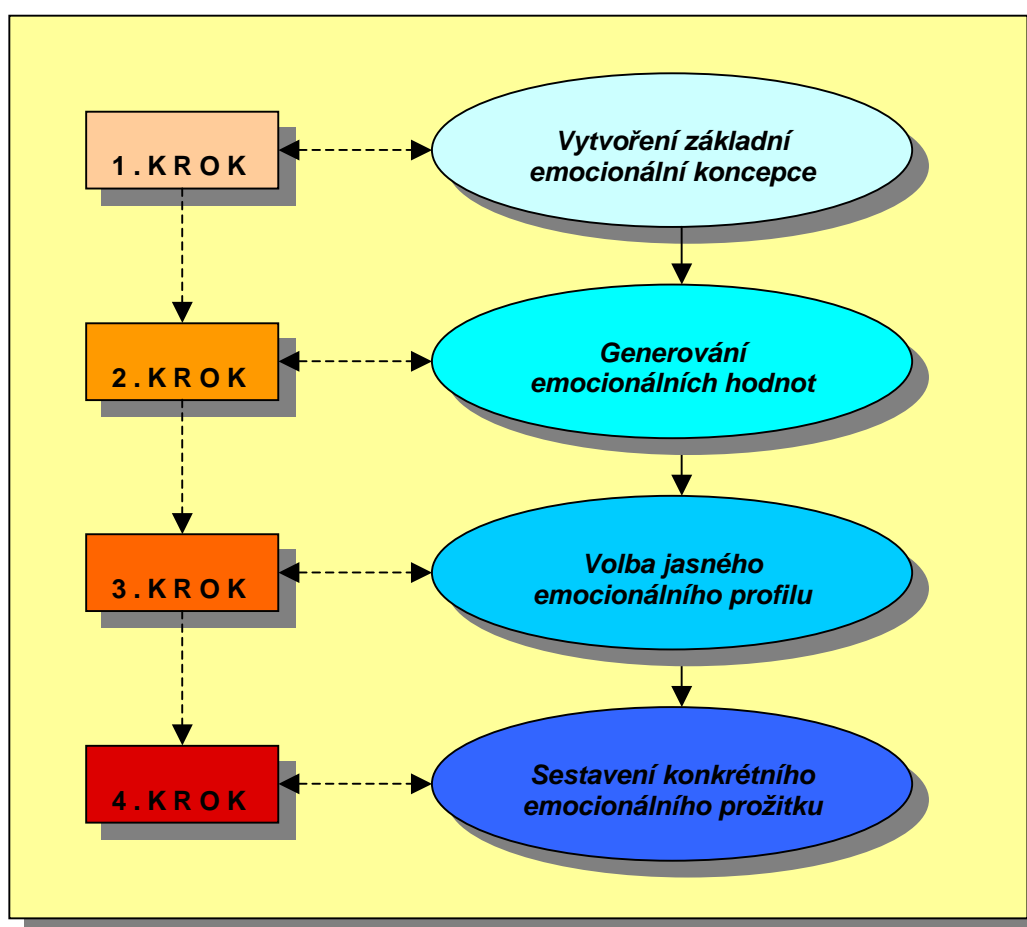 1.KROK
Vytvoření základní
emocionální koncepce
2.KROK
Generování
emocionálních hodnot
3.KROK
Volba jasného
emocionálního profilu
4.KROK
Sestavení konkrétního
emocionálního prožitku